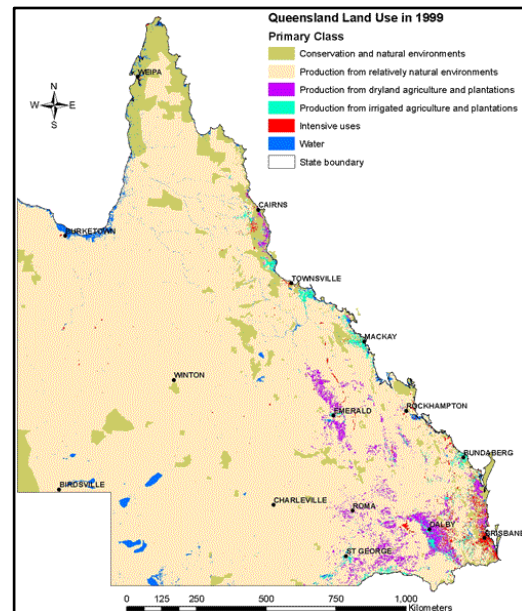 Queensland Land Use in 1999
Primary Class
Conservation and natural environments
Production from relatively natural environments
Production from dryland agriculture and plantations
Production from irrigated agriculture and plantations
Intensive uses
Water
State boundary
N
W E
S
WEIPA
CAIRNS
BURKETOWN
TOWNSVILLE
MACKAY
WINTON
EMERALD
ROCKHAMPTON
BUNDABERG
BIRDSVILLE
CHARLEVILLE
ROMA
DALBY
BRISBANE
ST GEORGE
0 125 250 500 750 1,000
Kilometers